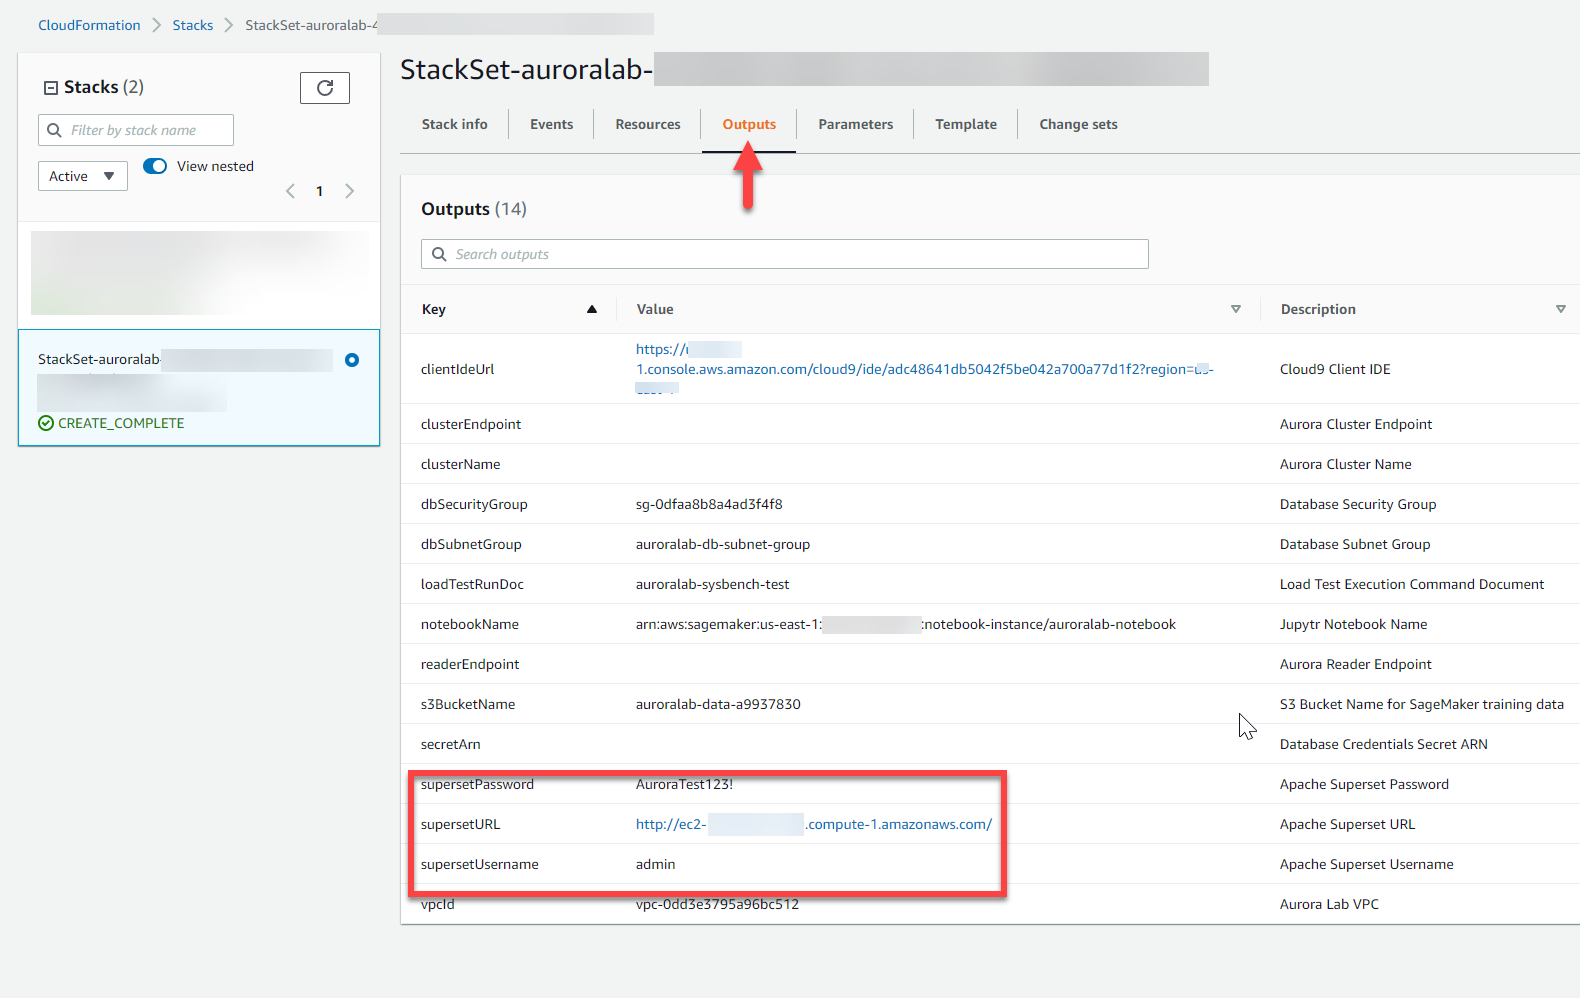 CloudFormation > Stacks > StackSet-auroralab-4
Stacks (2)
Filter by stack name
Active
View nested
1
StackSet-auroralab-
CREATE_COMPLETE
StackSet-auroralab-
Stack info
Events
Resources
Outputs
Parameters
Template
Change sets
Outputs (14)
Search outputs
Key Value Description
https://
clientIdeUrl 1.console.aws.amazon.com/cloud9/ide/adc48641db5042f5be042a700a77d1f2?region=us- Cloud9 Client IDE
clusterEndpoint Aurora Cluster Endpoint
clusterName Aurora Cluster Name
dbSecurityGroup sg-0dfaa8b8a4ad3f4f8 Database Security Group
dbSubnetGroup auroralab-db-subnet-group Database Subnet Group
loadTestRunDoc auroralab-sysbench-test Load Test Execution Command Document
notebookName arn:aws:sagemaker:us-east-1: :notebook-instance/auroralab-notebook Jupytr Notebook Name
readerEndpoint Aurora Reader Endpoint
s3BucketName auroralab-data-a9937830 S3 Bucket Name for SageMaker training data
secretArn Database Credentials Secret ARN
supersetPassword AuroraTest123! Apache Superset Password
supersetURL http://ec2- .compute-1.amazonaws.com/ Apache Superset URL
supersetUsername admin Apache Superset Username
vpcId vpc-0dd3e3795a96bc512 Aurora Lab VPC